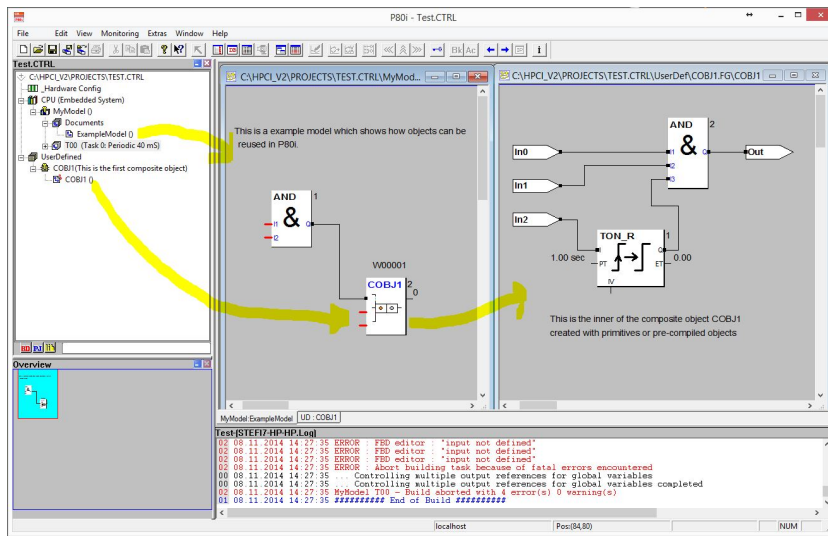 P80i - Test.CTRL
File Edit View Monitoring Extras Window Help
Bk Ac i
Test.CTRL
C:\HPCI_V2\PROJECTS\TEST.CTRL
_Hardware Config
CPU (Embedded System)
MyModel ()
Documents
ExampleModel ()
T00 (Task 0: Periodic 40 mS)
UserDefined
COBJ1(This is the first composite object)
COBJ1 ()
Overview
C:\HPCI_V2\PROJECTS\TEST.CTRL\MyMod...
This is a example model which shows how objects can be
reused in P80i.
AND 1
I1 & Q
I2
W00001
COBJ1 2
0
C:\HPCI_V2\PROJECTS\TEST.CTRL\UserDef\COBJ1.FG\COBJ1
AND 2
In0 I1 & Q Out
In1 I2
I3
In2
TON_R 1
1.00 sec I Q
PT ET 0.00
IV
This is the inner of the composite object COBJ1
created with primitives or pre-compiled objects
MyModel:ExampleModel UD : COBJ1
Test-[STEFI7-HP-HP.Log]
02 08.11.2014 14:27:35 ERROR : FBD editor : "input not defined"
02 08.11.2014 14:27:35 ERROR : FBD editor : "input not defined"
02 08.11.2014 14:27:35 ERROR : FBD editor : "input not defined"
02 08.11.2014 14:27:35 ERROR : Abort building task because of fatal errors encountered
00 08.11.2014 14:27:35 ... Controlling multiple output references for global variables
00 08.11.2014 14:27:35 ... Controlling multiple output references for global variables completed
02 08.11.2014 14:27:35 MyModel T00 - Build aborted with 4 error(s) 0 warning(s)
01 08.11.2014 14:27:35 ########## End of Build ##########
localhost Pos:(84,80) NUM